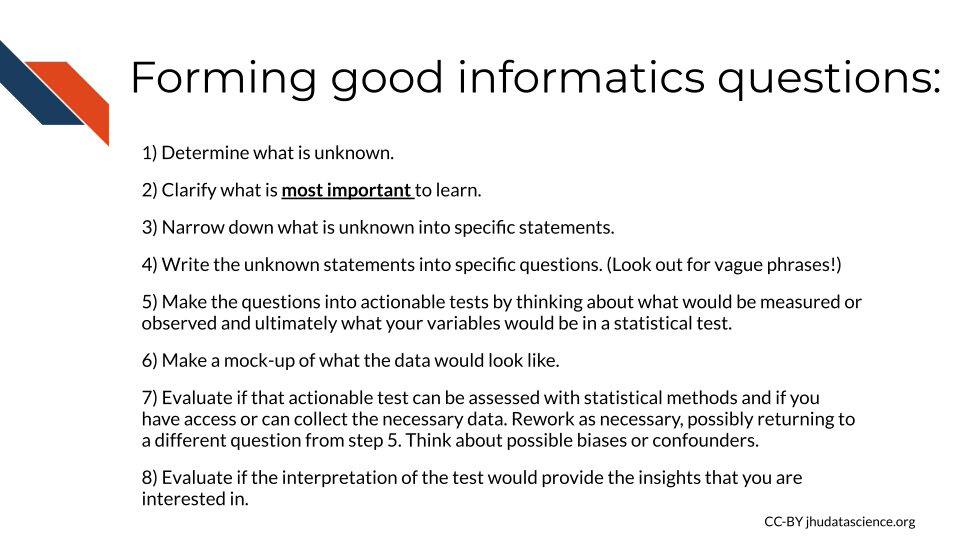 Forming good informatics questions:
1) Determine what is unknown.
2) Clarify what is most important to learn.
3) Narrow down what is unknown into specific statements.
4) Write the unknown statements into specific questions. (Look out for vague phrases!)
5) Make the questions into actionable tests by thinking about what would be measured or
observed and ultimately what your variables would be in a statistical test.
6) Make a mock-up of what the data would look like.
7) Evaluate if that actionable test can be assessed with statistical methods and if you
have access or can collect the necessary data. Rework as necessary, possibly returning to
a different question from step 5. Think about possible biases or confounders.
8) Evaluate if the interpretation of the test would provide the insights that you are
interested in.
CC-BY jhudatascience.org